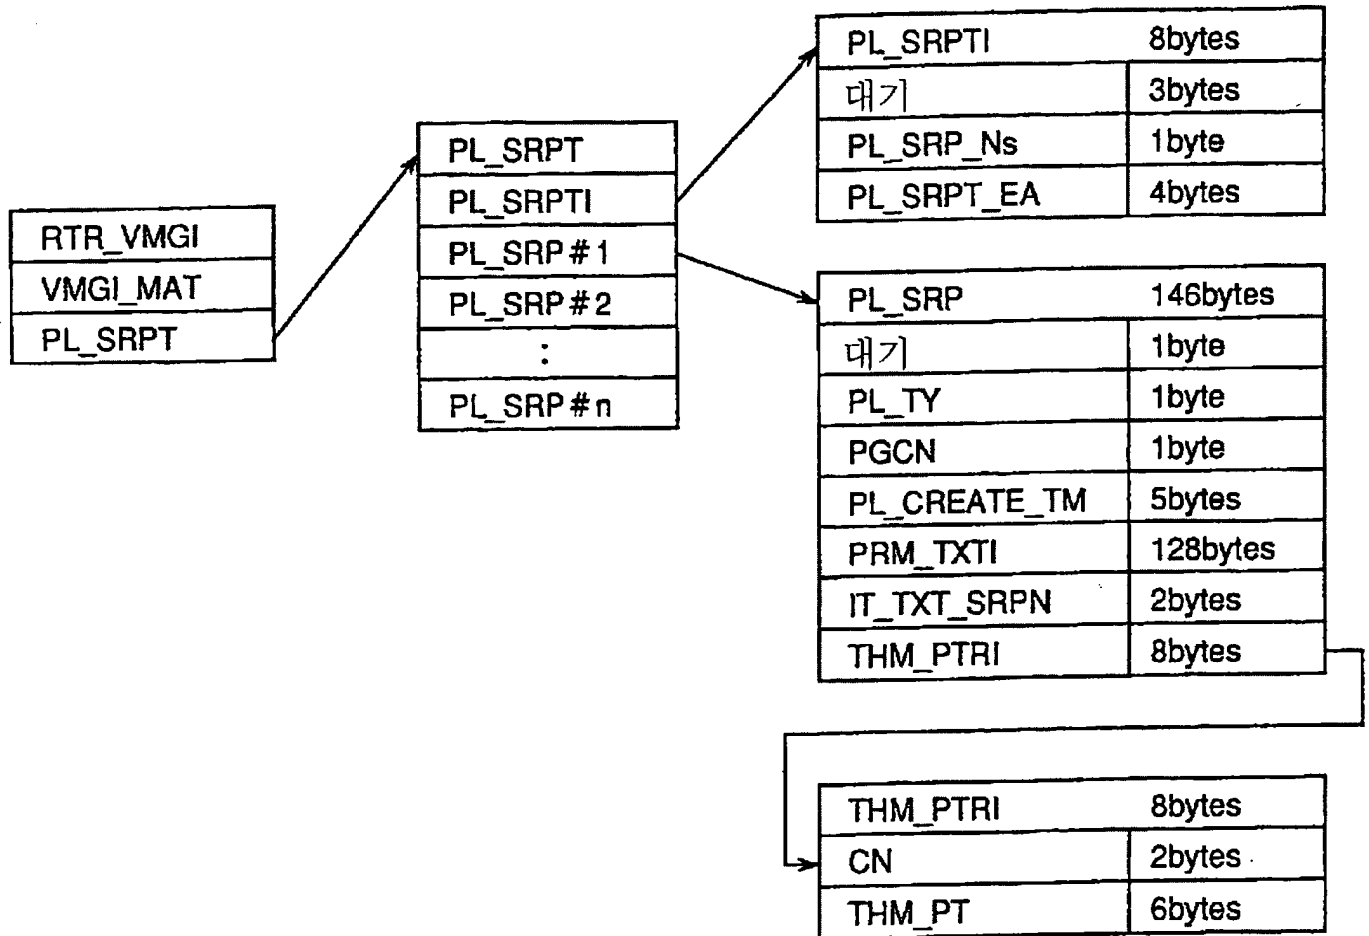 RTR_VMGI
VMGI_MAT
PL_SRPT
PL_SRPT
PL_SRPTI
PL_SRP#1
PL_SRP#2
:
PL_SRP#n
PL_SRPTI 8bytes
대기 3bytes
PL_SRP_Ns 1byte
PL_SRPT_EA 4bytes
PL_SRP 146bytes
대기 1byte
PL_TY 1byte
PGCN 1byte
PL_CREATE_TM 5bytes
PRM_TXTI 128bytes
IT_TXT_SRPN 2bytes
THM_PTRI 8bytes
THM_PTRI 8bytes
CN 2bytes
THM_PT 6bytes